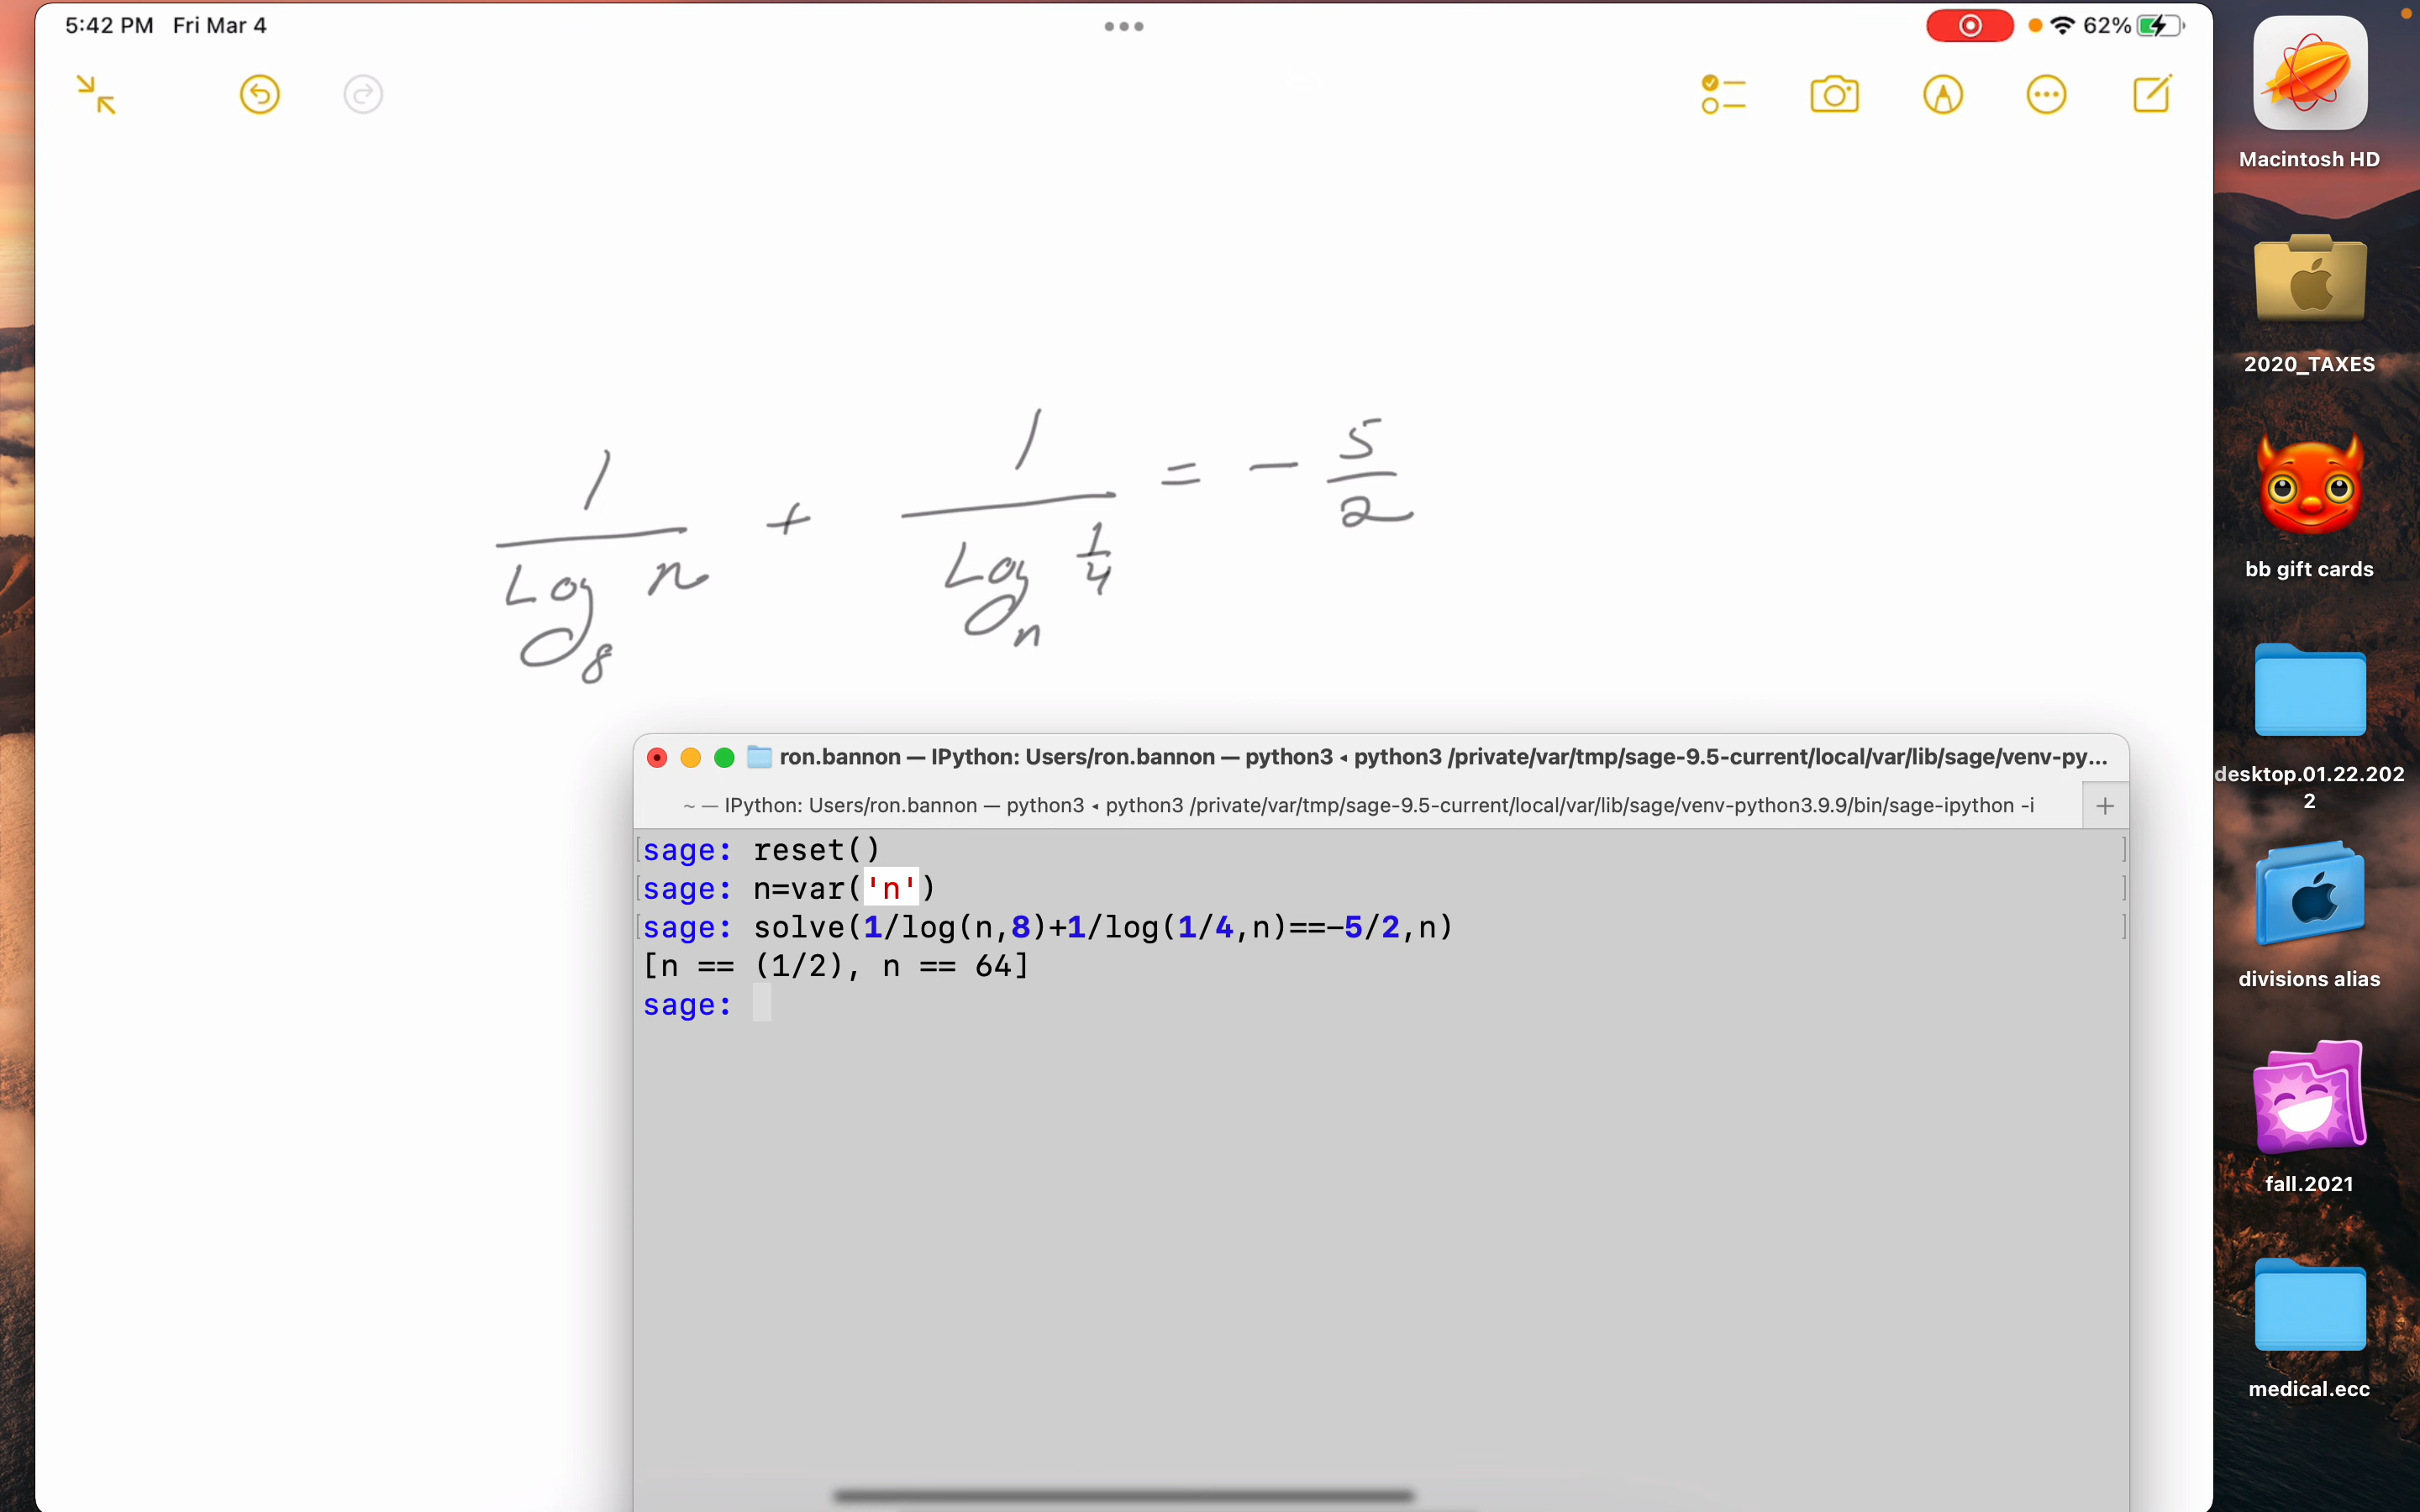 5:42 PM Fri Mar 4
62%
1/Log₈ n + 1/Logₙ 1/4 = - 5/2
ron.bannon — IPython: Users/ron.bannon — python3 ◂ python3 /private/var/tmp/sage-9.5-current/local/var/lib/sage/venv-py...
~ — IPython: Users/ron.bannon — python3 ◂ python3 /private/var/tmp/sage-9.5-current/local/var/lib/sage/venv-python3.9.9/bin/sage-ipython -i
sage: reset()
sage: n=var('n')
sage: solve(1/log(n,8)+1/log(1/4,n)==-5/2,n)
[n == (1/2), n == 64]
sage:
Macintosh HD
2020_TAXES
bb gift cards
desktop.01.22.202
2
divisions alias
fall.2021
medical.ecc